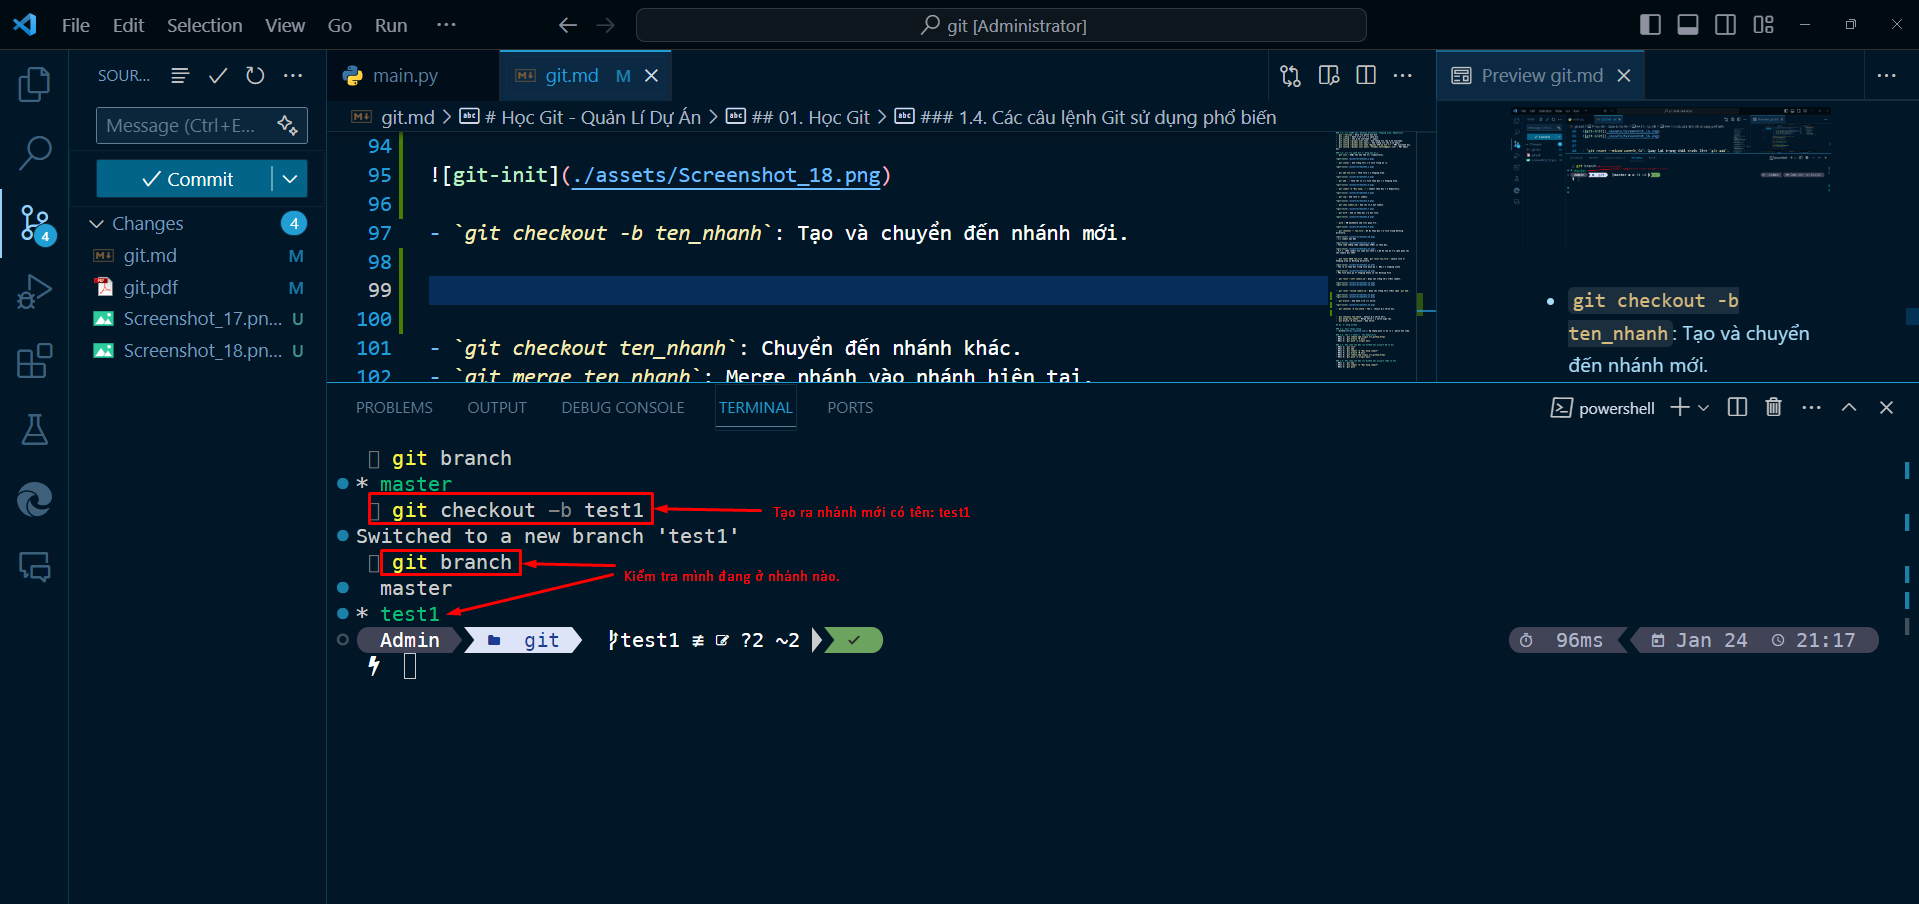 File Edit Selection View Go Run ···
git [Administrator]
SOUR...
Message (Ctrl+E...
Commit
Changes 4
git.md M
git.pdf M
Screenshot_17.pn... U
Screenshot_18.pn... U
4
main.py
git.md M
git.md > # Học Git - Quản Lí Dự Án > ## 01. Học Git > ### 1.4. Các câu lệnh Git sử dụng phổ biến
94
95 ![git-init](./assets/Screenshot_18.png)
96
97 - `git checkout -b ten_nhanh`: Tạo và chuyển đến nhánh mới.
98
99
100
101 - `git checkout ten_nhanh`: Chuyển đến nhánh khác.
102 - `git merge ten_nhanh`: Merge nhánh vào nhánh hiện tại.
Preview git.md
• git checkout -b
ten_nhanh: Tạo và chuyển
đến nhánh mới.
PROBLEMS OUTPUT DEBUG CONSOLE TERMINAL PORTS
powershell
git branch
* master
git checkout -b test1
Tạo ra nhánh mới có tên: test1
Switched to a new branch 'test1'
git branch
Kiểm tra mình đang ở nhánh nào.
master
* test1
Admin git test1 ≢ ?2 ~2 ✓
96ms Jan 24 21:17